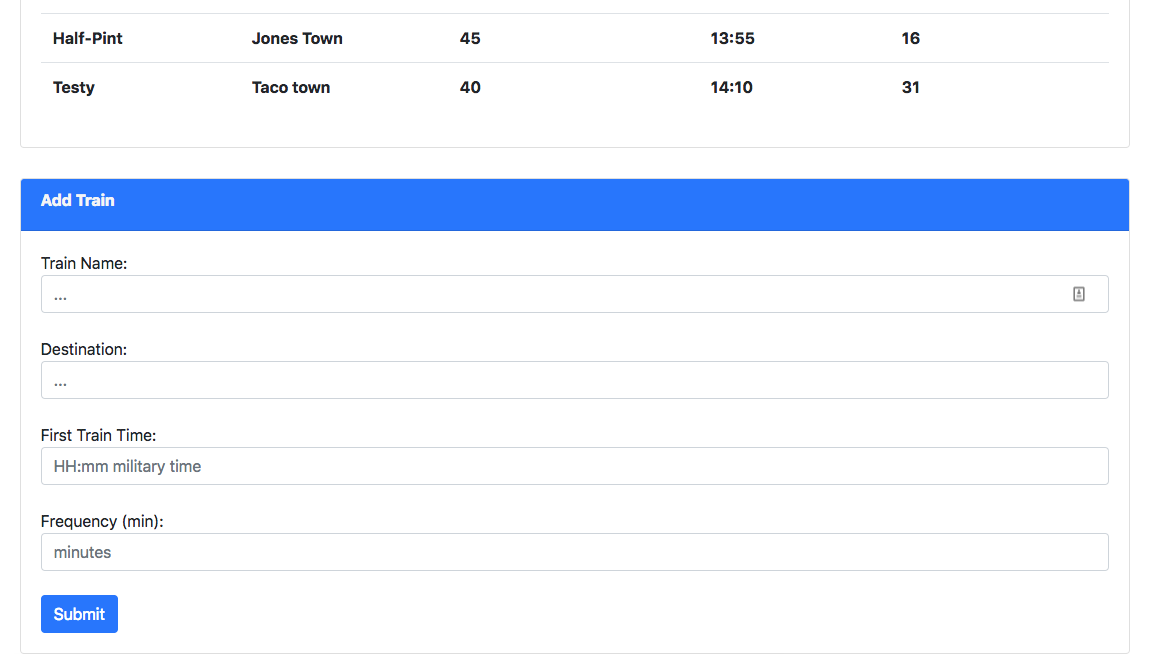 Half-Pint Jones Town 45 13:55 16
Testy Taco town 40 14:10 31
Add Train
Train Name:
...
Destination:
...
First Train Time:
HH:mm military time
Frequency (min):
minutes
Submit